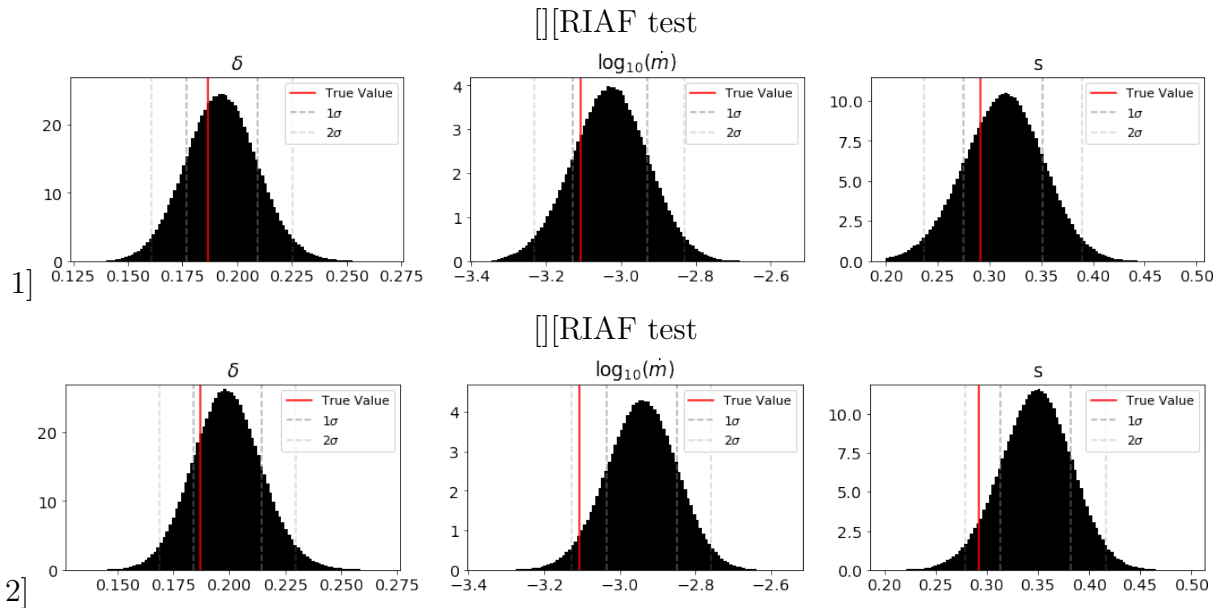 [][RIAF test
δ
log₁₀(ṁ)
s
True Value
1σ
2σ
True Value
1σ
2σ
True Value
1σ
2σ
20
10
0
4
3
2
1
0
10.0
7.5
5.0
2.5
0.0
0.125 0.150 0.175 0.200 0.225 0.250 0.275
−3.4 −3.2 −3.0 −2.8 −2.6
0.20 0.25 0.30 0.35 0.40 0.45 0.50
1]
[][RIAF test
δ
log₁₀(ṁ)
s
True Value
1σ
2σ
True Value
1σ
2σ
True Value
1σ
2σ
20
10
0
4
3
2
1
0
10.0
7.5
5.0
2.5
0.0
0.150 0.175 0.200 0.225 0.250 0.275
−3.4 −3.2 −3.0 −2.8 −2.6
0.20 0.25 0.30 0.35 0.40 0.45 0.50
2]